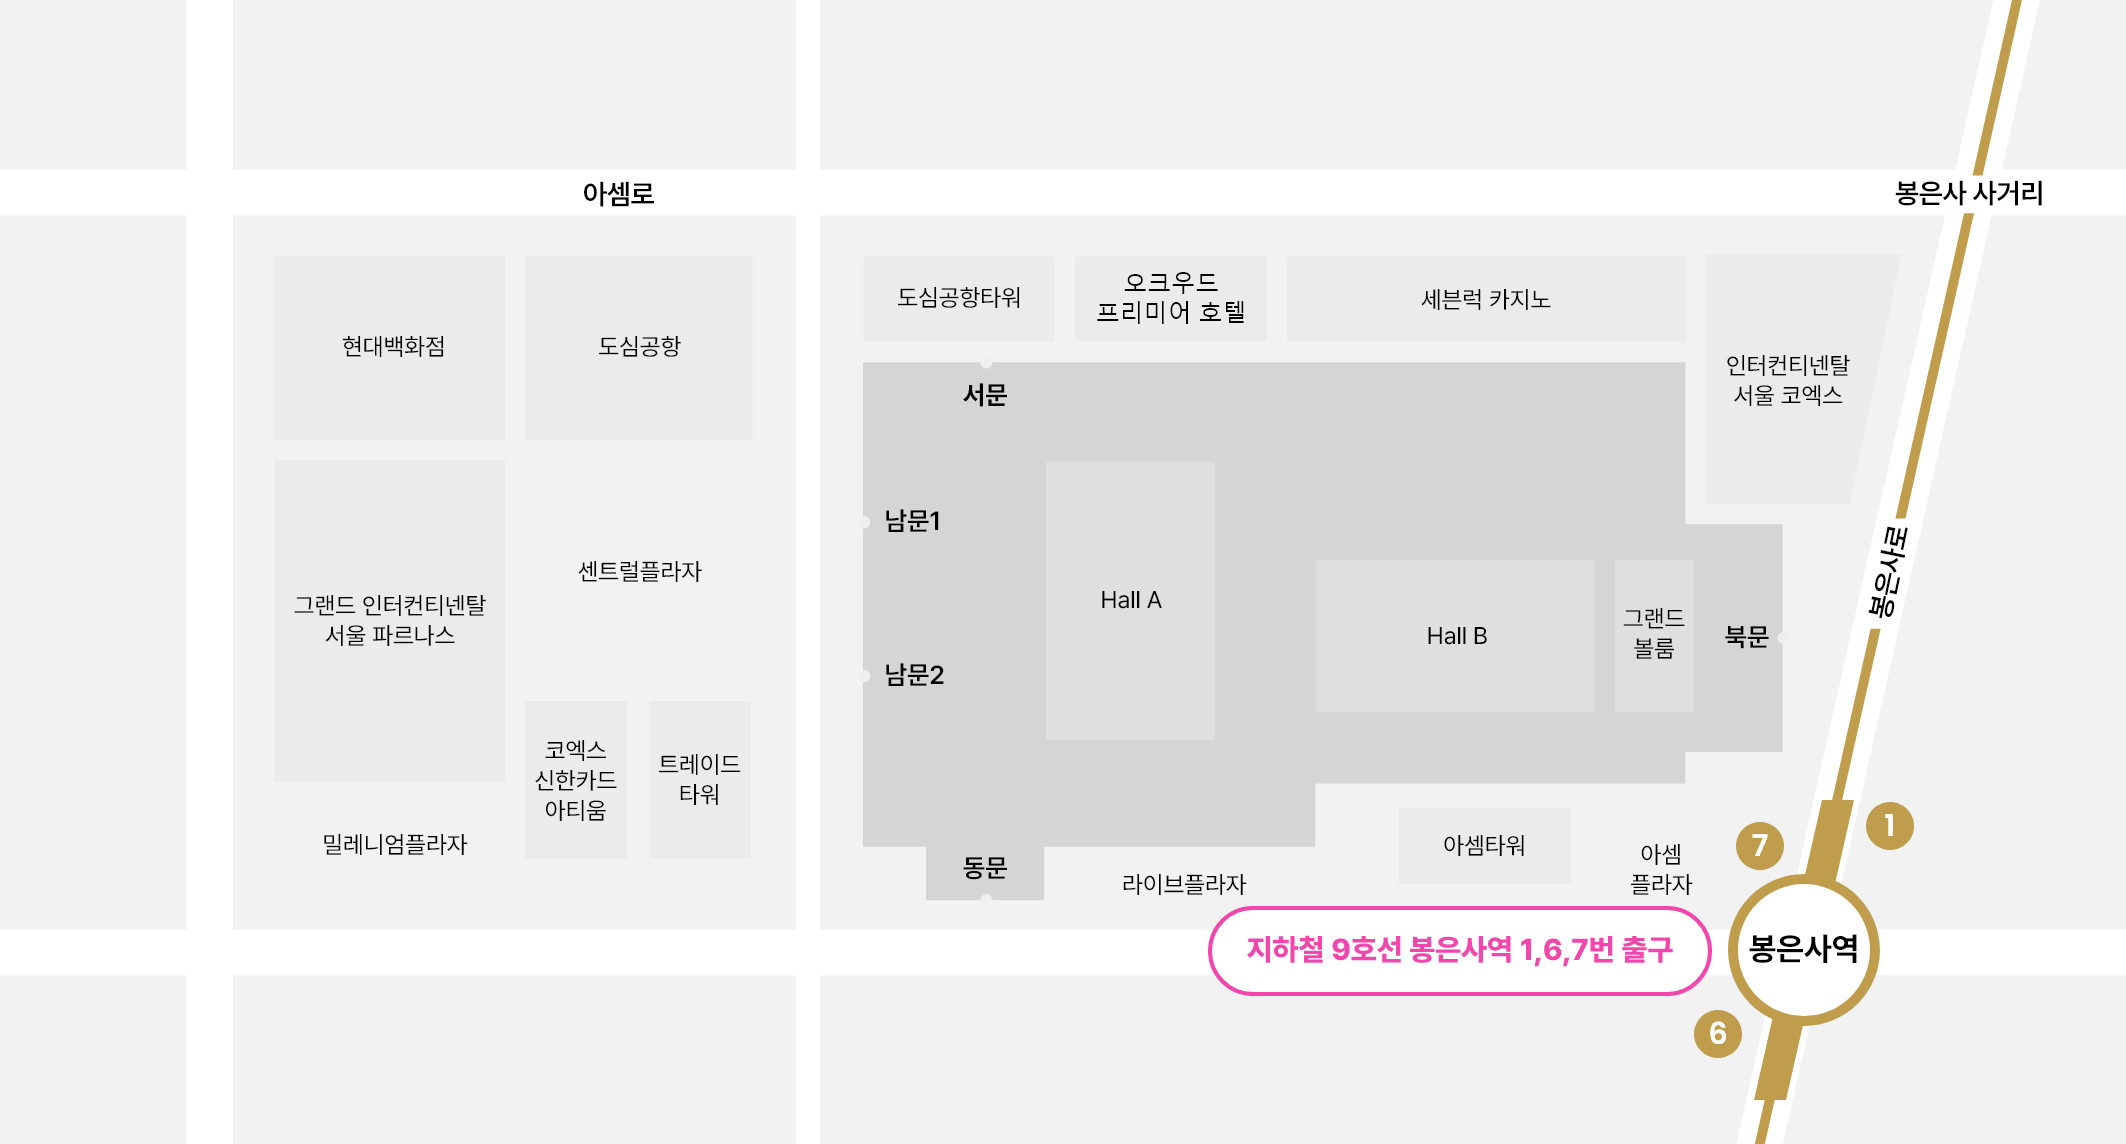 아셈로
봉은사 사거리
현대백화점
도심공항
도심공항타워
오크우드
프리미어 호텔
세븐럭 카지노
인터컨티넨탈
서울 코엑스
서문
남문1
남문2
Hall A
Hall B
그랜드
볼룸
북문
봉은사로
센트럴플라자
그랜드 인터컨티넨탈
서울 파르나스
코엑스
신한카드
아티움
트레이드
타워
밀레니엄플라자
동문
라이브플라자
아셈타워
아셈
플라자
7
1
지하철 9호선 봉은사역 1,6,7번 출구
봉은사역
6